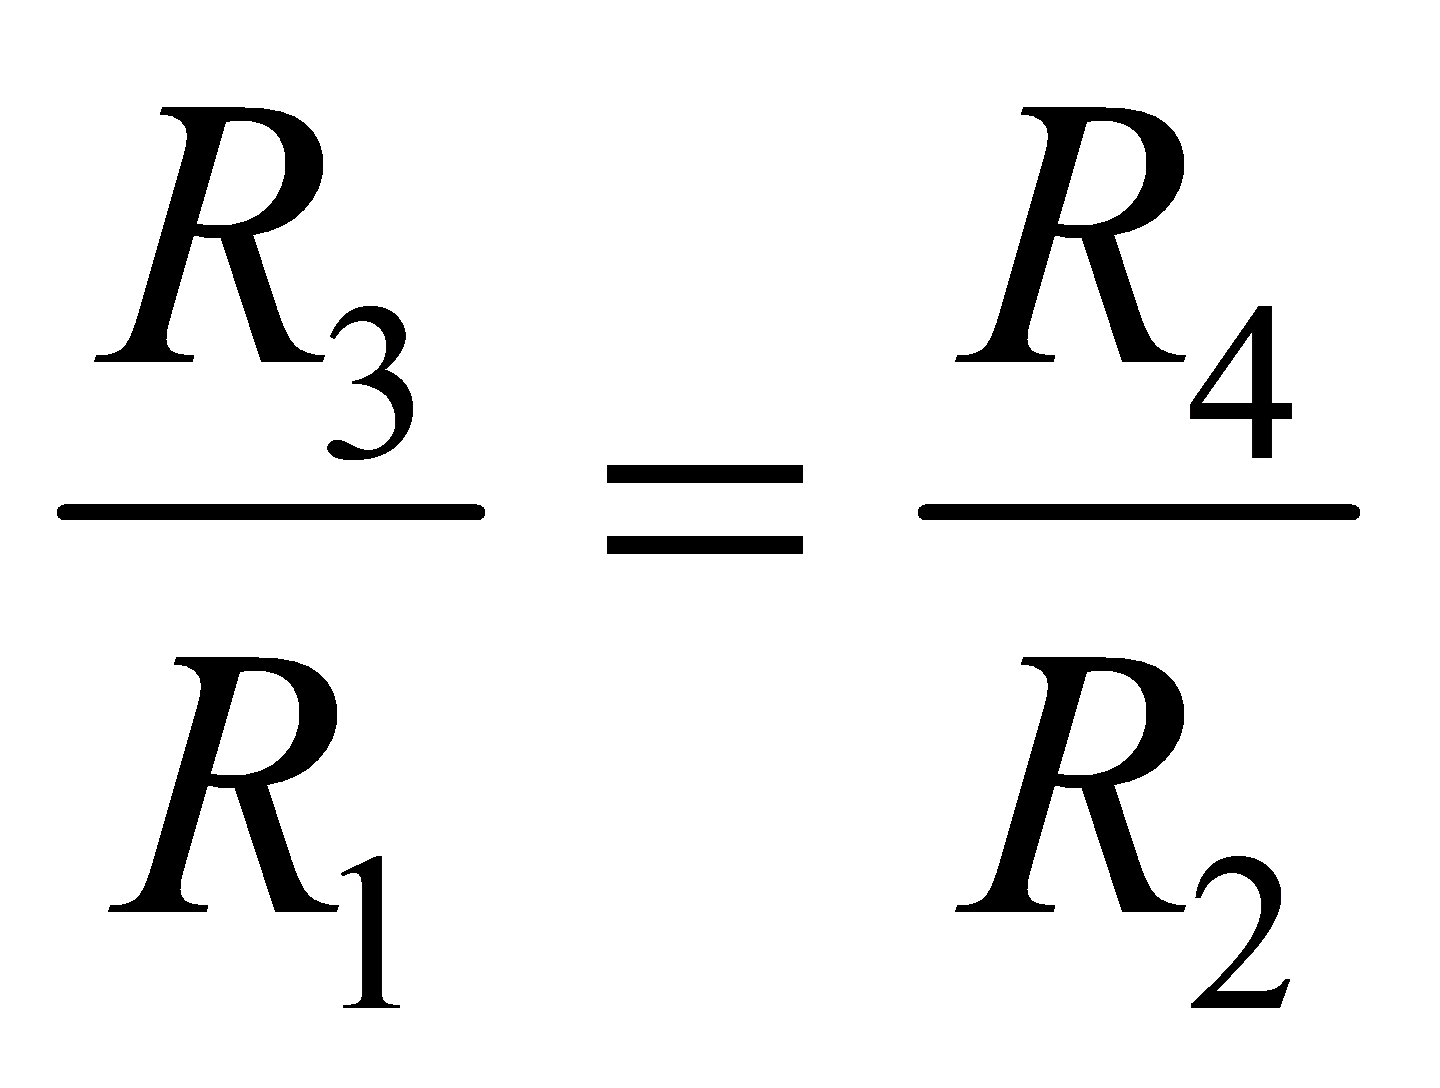 R₃/R₁ = R₄/R₂